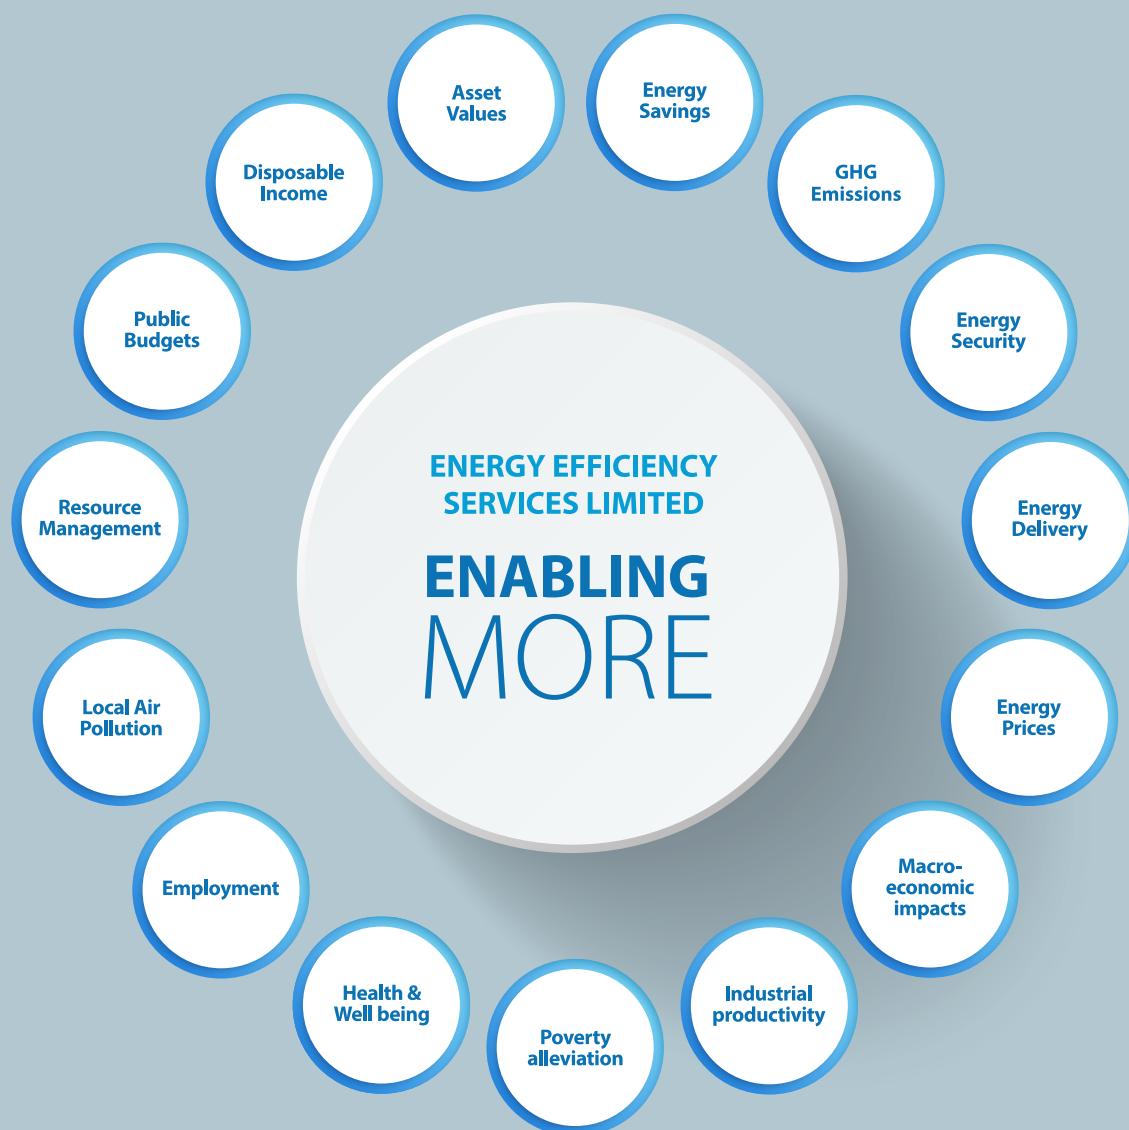 Asset
Values
Energy
Savings
GHG
Emissions
Energy
Security
Energy
Delivery
Energy
Prices
Macro-
economic
impacts
Industrial
productivity
Poverty
alleviation
Health &
Well being
Employment
Local Air
Pollution
Resource
Management
Public
Budgets
Disposable
Income
ENERGY EFFICIENCY
SERVICES LIMITED
ENABLING
MORE